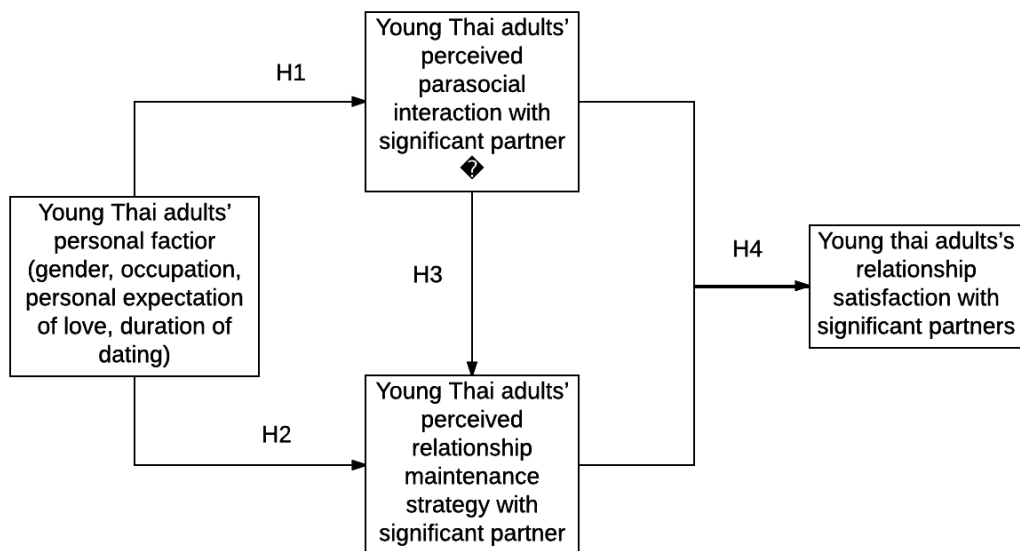 Young Thai adults’
perceived
parasocial
interaction with
significant partner
�
H1
Young Thai adults’
personal factior
(gender, occupation,
personal expectation
of love, duration of
dating)
H3
H4
Young thai adults’s
relationship
satisfaction with
significant partners
H2
Young Thai adults’
perceived
relationship
maintenance
strategy with
significant partner